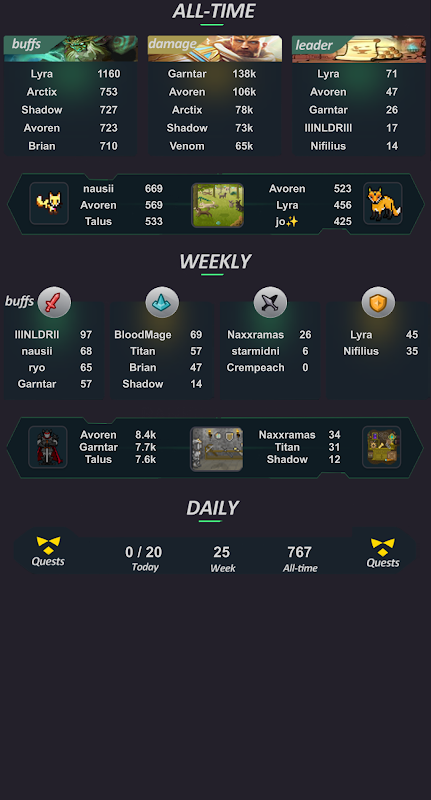 ALL-TIME
buffs damage leader
Lyra 1160 Garntar 138k Lyra 71
Arctix 753 Avoren 106k Avoren 47
Shadow 727 Arctix 78k Garntar 26
Avoren 723 Shadow 73k IIINLDRIII 17
Brian 710 Venom 65k Nifilius 14
nausii 669 Avoren 523
Avoren 569 Lyra 456
Talus 533 jo✨ 425
WEEKLY
buffs
IIINLDRII 97 BloodMage 69 Naxxramas 26 Lyra 45
nausii 68 Titan 57 starmidni 6 Nifilius 35
ryo 65 Brian 47 Crempeach 0
Garntar 57 Shadow 14
Avoren 8.4k Naxxramas 34
Garntar 7.7k Titan 31
Talus 7.6k Shadow 12
DAILY
0 / 20 25 767
Quests Today Week All-time Quests